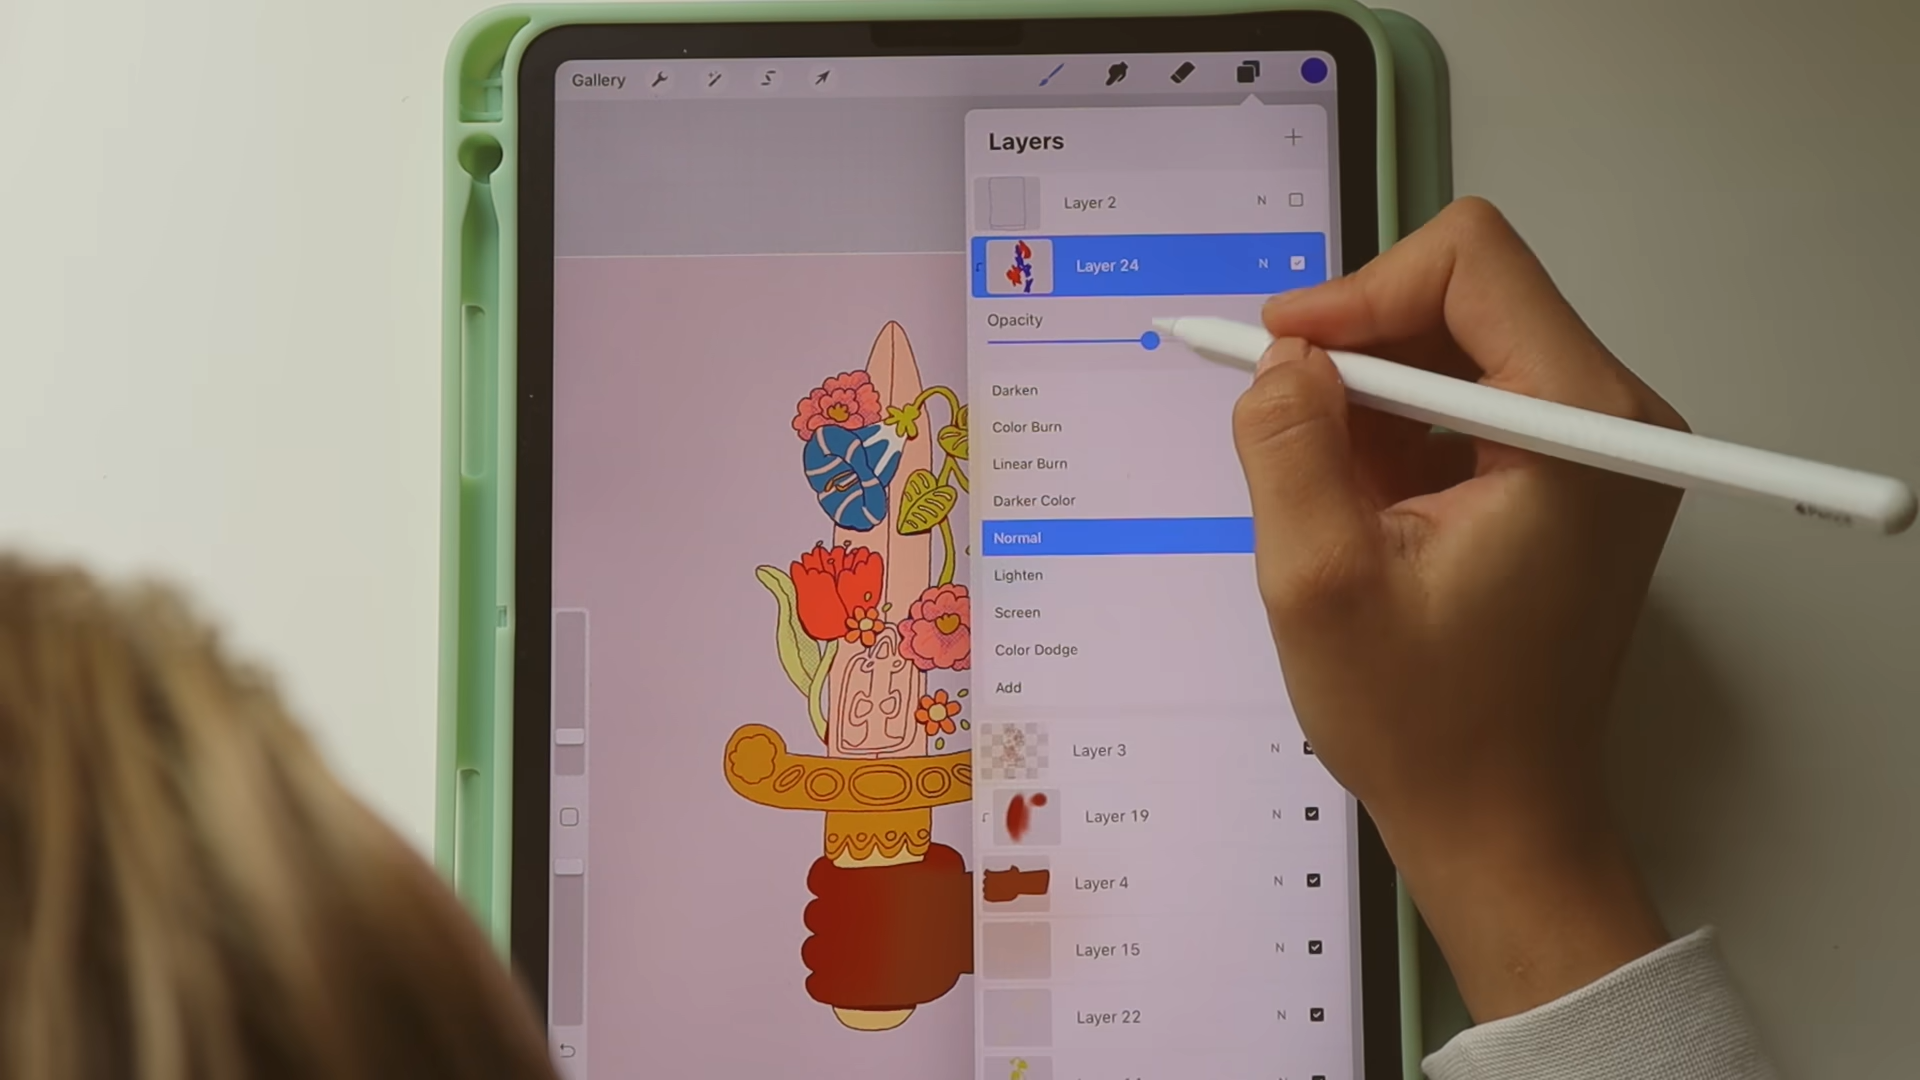 Gallery
Layers
Layer 2 N
Layer 24 N
Opacity
Darken
Color Burn
Linear Burn
Darker Color
Normal
Lighten
Screen
Color Dodge
Add
Layer 3 N
Layer 19 N
Layer 4 N
Layer 15 N
Layer 22 N